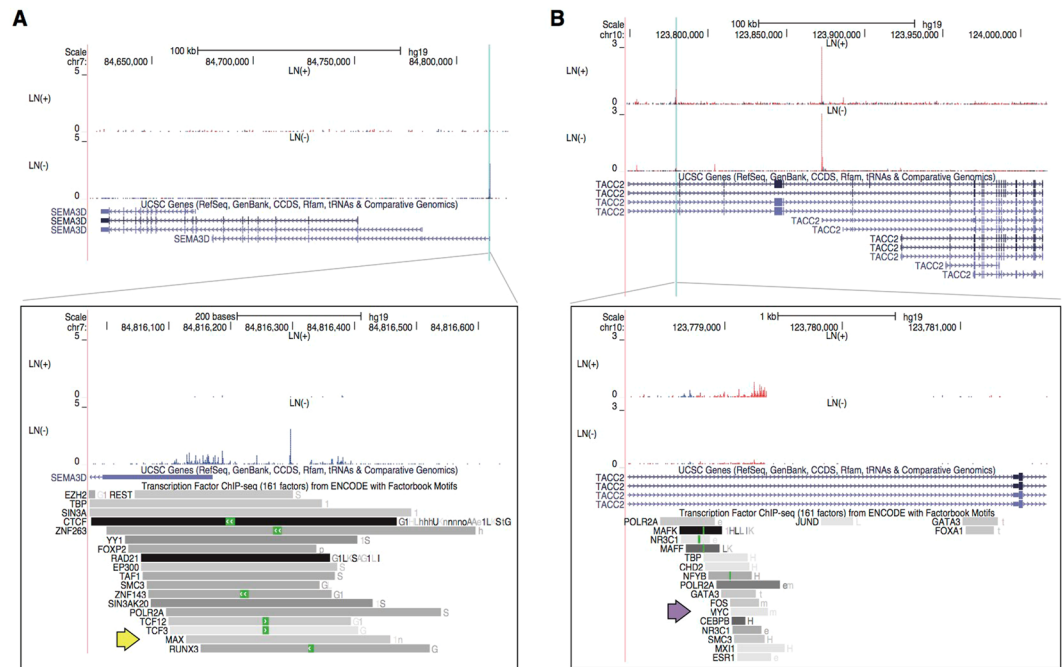 A
Scale
100 kb
hg19
chr7:
84,650,000
84,700,000
84,750,000
84,800,000
5
LN(+)
LN(+)
0
LN(-)
5
LN(-)
0
UCSC Genes (RefSeq, GenBank, CCDS, Rfam, tRNAs & Comparative Genomics)
SEMA3D
SEMA3D
SEMA3D
SEMA3D
Scale
200 bases
hg19
chr7:
84,816,100
84,816,200
84,816,300
84,816,400
84,816,500
84,816,600
5
LN(+)
LN(+)
0
LN(-)
5
LN(-)
0
UCSC Genes (RefSeq, GenBank, CCDS, Rfam, tRNAs & Comparative Genomics)
SEMA3D
Transcription Factor ChIP-seq (161 factors) from ENCODE with Factorbook Motifs
EZH2
REST S
TBP 1
SIN3A 1
CTCF
ZNF263 h
YY1 1S
FOXP2 p
RAD21
EP300 S
TAF1 S
SMC3 G
ZNF143 G1
SIN3AK20 S
POLR2A S
TCF12 G1
TCF3 G
MAX 1n
RUNX3 G
B
Scale
100 kb
hg19
chr10:
123,800,000
123,850,000
123,900,000
123,950,000
124,000,000
3
LN(+)
LN(+)
0
LN(-)
3
LN(-)
0
UCSC Genes (RefSeq, GenBank, CCDS, Rfam, tRNAs & Comparative Genomics)
TACC2
TACC2
TACC2
TACC2
TACC2
TACC2
TACC2
TACC2
TACC2
TACC2
TACC2
Scale
1 kb
hg19
chr10:
123,779,000
123,780,000
123,781,000
3
LN(+)
LN(+)
0
LN(-)
3
LN(-)
0
UCSC Genes (RefSeq, GenBank, CCDS, Rfam, tRNAs & Comparative Genomics)
TACC2
TACC2
TACC2
TACC2
Transcription Factor ChIP-seq (161 factors) from ENCODE with Factorbook Motifs
POLR2A e JUND L GATA3 t
MAFK FOXA1 t
NR3C1
MAFF LK
TBP H
CHD2 H
NFYB H
POLR2A em
GATA3 t
FOS m
MYC m
CEBPB H
NR3C1 e
SMC3 H
MXI1 H
ESR1 e